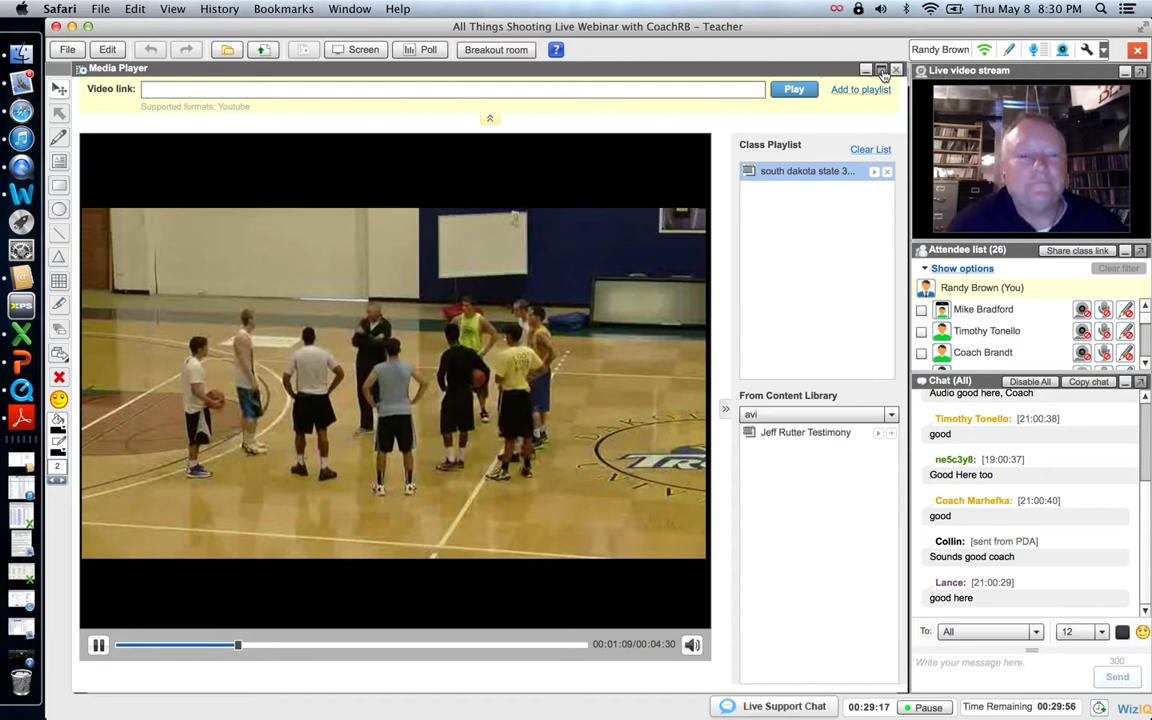 Safari File Edit View History Bookmarks Window Help Thu May 8 8:30 PM
All Things Shooting Live Webinar with CoachRB - Teacher
File Edit Screen Poll Breakout room ? Randy Brown
Media Player
Video link: Play Add to playlist
Supported formats: Youtube
Class Playlist Clear List
south dakota state 3...
From Content Library
avi
Jeff Rutter Testimony
00:01:09/00:04:30
Live video stream
Attendee list (26) Share class link
Show options Clear filter
Randy Brown (You)
Mike Bradford
Timothy Tonello
Coach Brandt
Chat (All) Disable All Copy chat
Audio good here, Coach
Timothy Tonello: [21:00:38]
good
ne5c3y8: [19:00:37]
Good Here too
Coach Marhefka: [21:00:40]
good
Collin: [sent from PDA]
Sounds good coach
Lance: [21:00:29]
good here
To: All 12
Write your message here. 300
Send
2
XPS
Live Support Chat 00:29:17 Pause Time Remaining 00:29:56 WizIQ